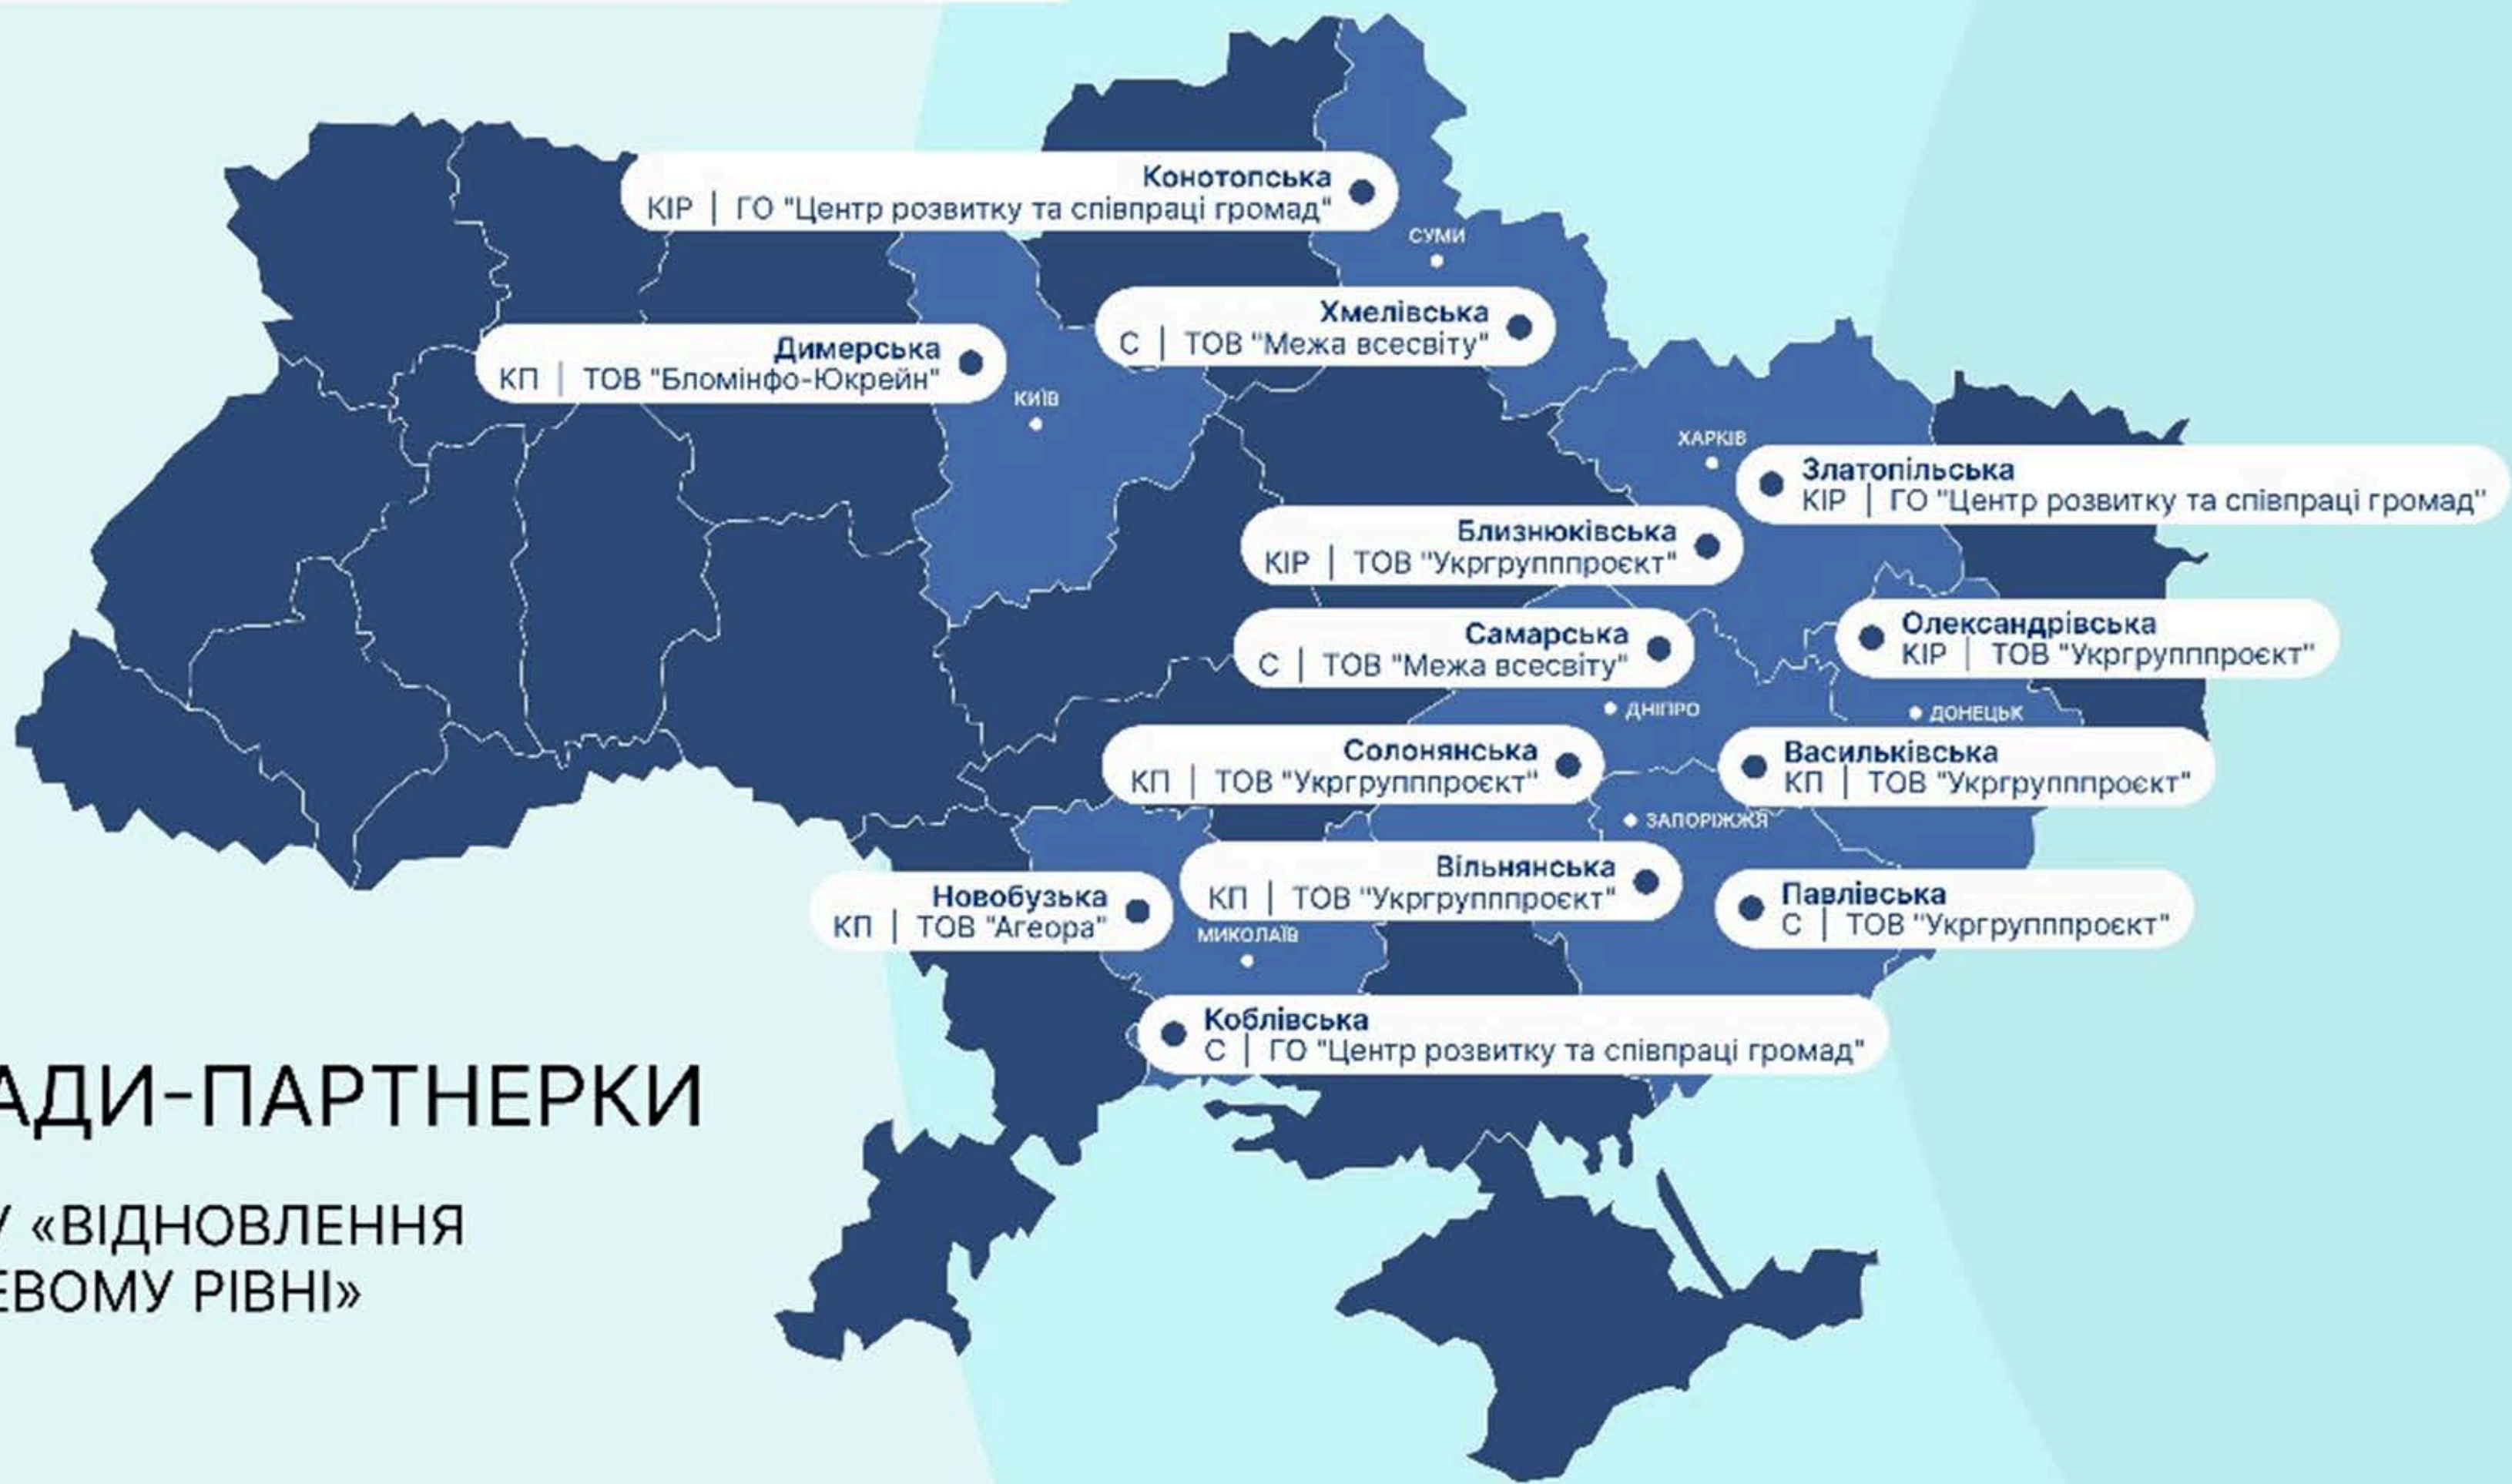 Конотопська
КІР | ГО "Центр розвитку та співпраці громад"
СУМИ
Хмелівська
С | ТОВ "Межа всесвіту"
Димерська
КП | ТОВ "Бломінфо-Юкрейн"
КИЇВ
ХАРКІВ
Златопільська
КІР | ГО "Центр розвитку та співпраці громад"
Близнюківська
КІР | ТОВ "Укргрупппроєкт"
Олександрівська
КІР | ТОВ "Укргрупппроєкт"
Самарська
С | ТОВ "Межа всесвіту"
ДНІПРО
ДОНЕЦЬК
Солонянська
КП | ТОВ "Укргрупппроєкт"
Васильківська
КП | ТОВ "Укргрупппроєкт"
ЗАПОРІЖЖЯ
Вільнянська
КП | ТОВ "Укргрупппроєкт"
Новобузька
КП | ТОВ "Агеора"
Павлівська
С | ТОВ "Укргрупппроєкт"
МИКОЛАЇВ
Коблівська
С | ГО "Центр розвитку та співпраці громад"
АДИ-ПАРТНЕРКИ
У «ВІДНОВЛЕННЯ
ЕВОМУ РІВНІ»